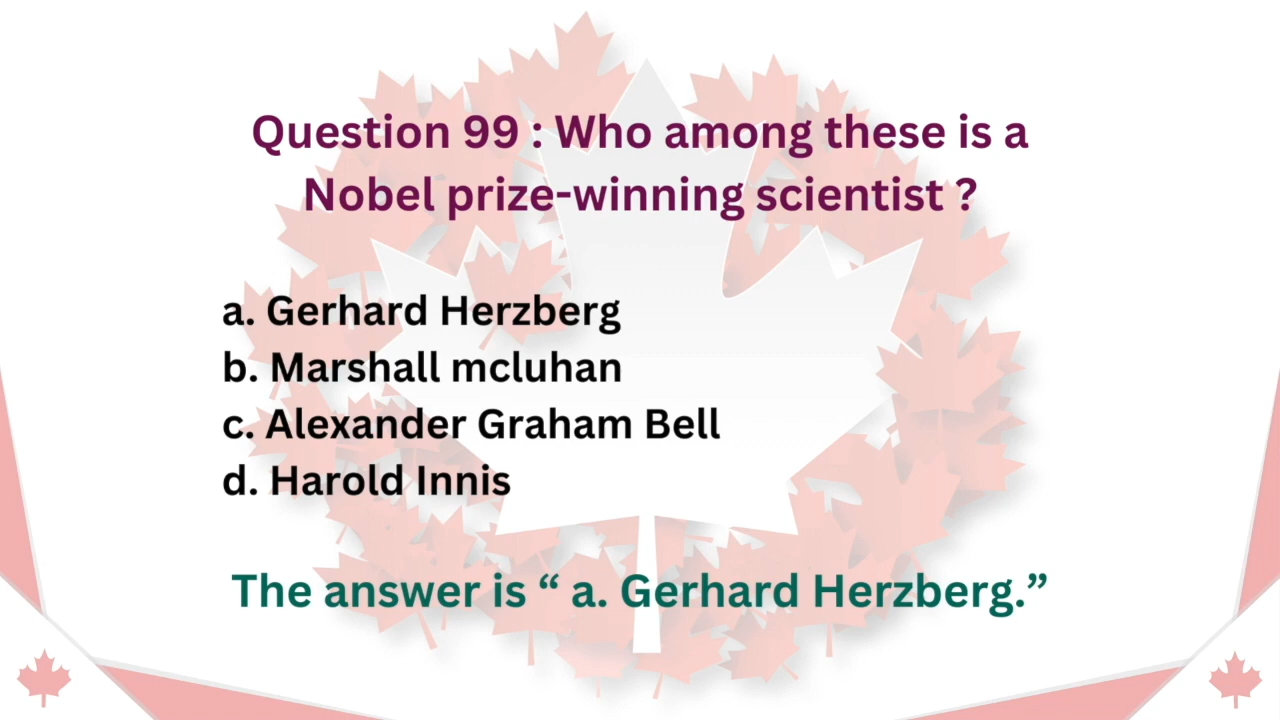 Question 99 : Who among these is a
Nobel prize-winning scientist ?
a. Gerhard Herzberg
b. Marshall mcluhan
c. Alexander Graham Bell
d. Harold Innis
The answer is “ a. Gerhard Herzberg.”